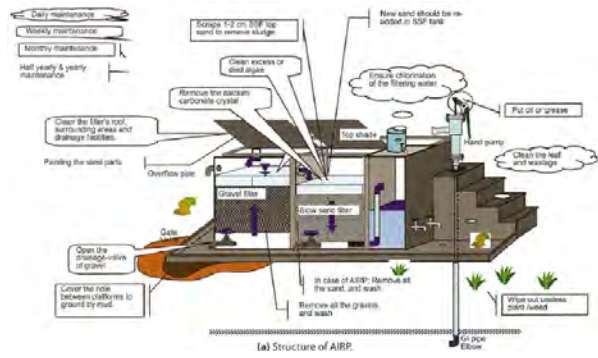 Daily maintenance
Weekly maintenance
Monthly maintenance
Half yearly & yearly
maintenance
Scrape 1-2 cm SSF top
sand to remove sludge.
New sand should be re-
added in SSF tank
Clean excess or
dried algae
Remove the calcium
carbonate crystal
Ensure chlorination
of the filtering water
Put oil or grease
Clean the filter's roof,
surrounding areas and
drainage facilities.
Top shade
Hand pump
Clean the leaf
and wastage
Painting the steel parts
Overflow pipe
Gravel filter
Slow sand filter
Gate
Open the
drainage-valve
of gravel
Cover the hole
between platforms to
ground by mud.
In case of AIRP: Remove all
the sand, and wash
Remove all the gravels
and wash
Wipe out useless
plant /weed
GI pipe
Elbow
(a) Structure of AIRP.